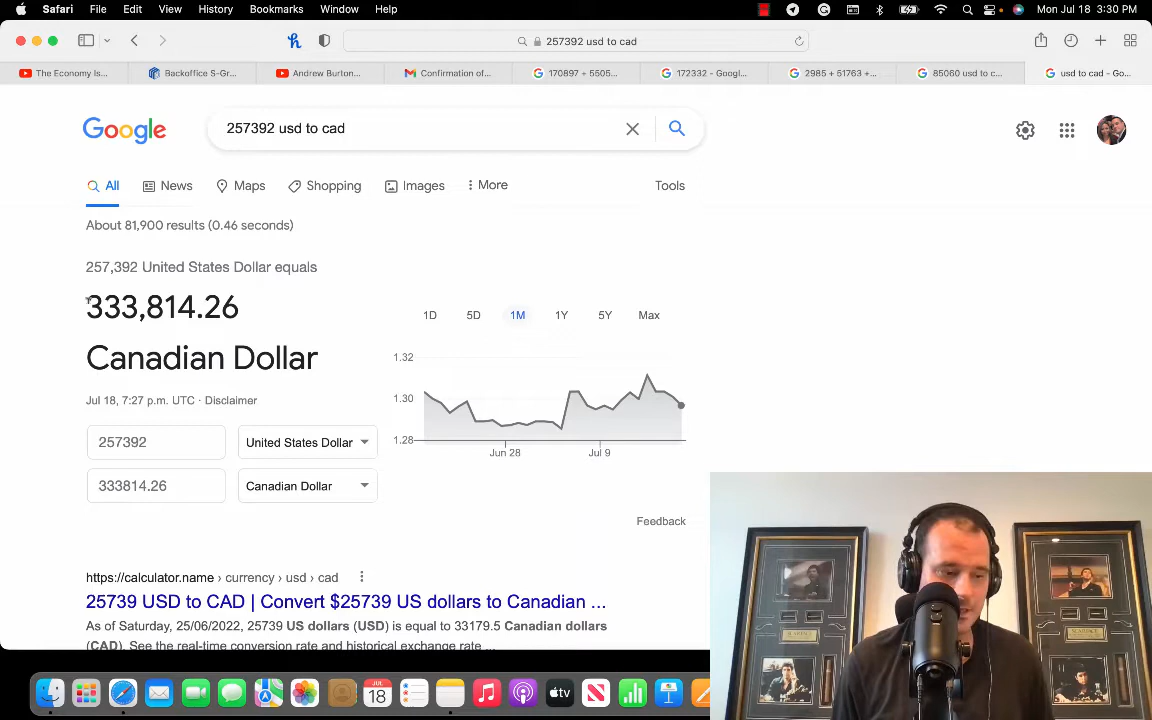 Safari File Edit View History Bookmarks Window Help Mon Jul 18 3:30 PM
257392 usd to cad
The Economy Is... Backoffice S-Gr... Andrew Burton... Confirmation of... 170897 + 5505... 172332 - Googl... 2985 + 51763 +... 85060 usd to c... usd to cad - Go...
Google 257392 usd to cad
All News Maps Shopping Images More Tools
About 81,900 results (0.46 seconds)
257,392 United States Dollar equals
333,814.26
Canadian Dollar
Jul 18, 7:27 p.m. UTC · Disclaimer
257392 United States Dollar
333814.26 Canadian Dollar
1D 5D 1M 1Y 5Y Max
1.32
1.30
1.28
Jun 28 Jul 9
Feedback
https://calculator.name › currency › usd › cad
25739 USD to CAD | Convert $25739 US dollars to Canadian ...
As of Saturday, 25/06/2022, 25739 US dollars (USD) is equal to 33179.5 Canadian dollars
(CAD). See the real-time conversion rate and historical exchange rate ...
JUL
18
tv